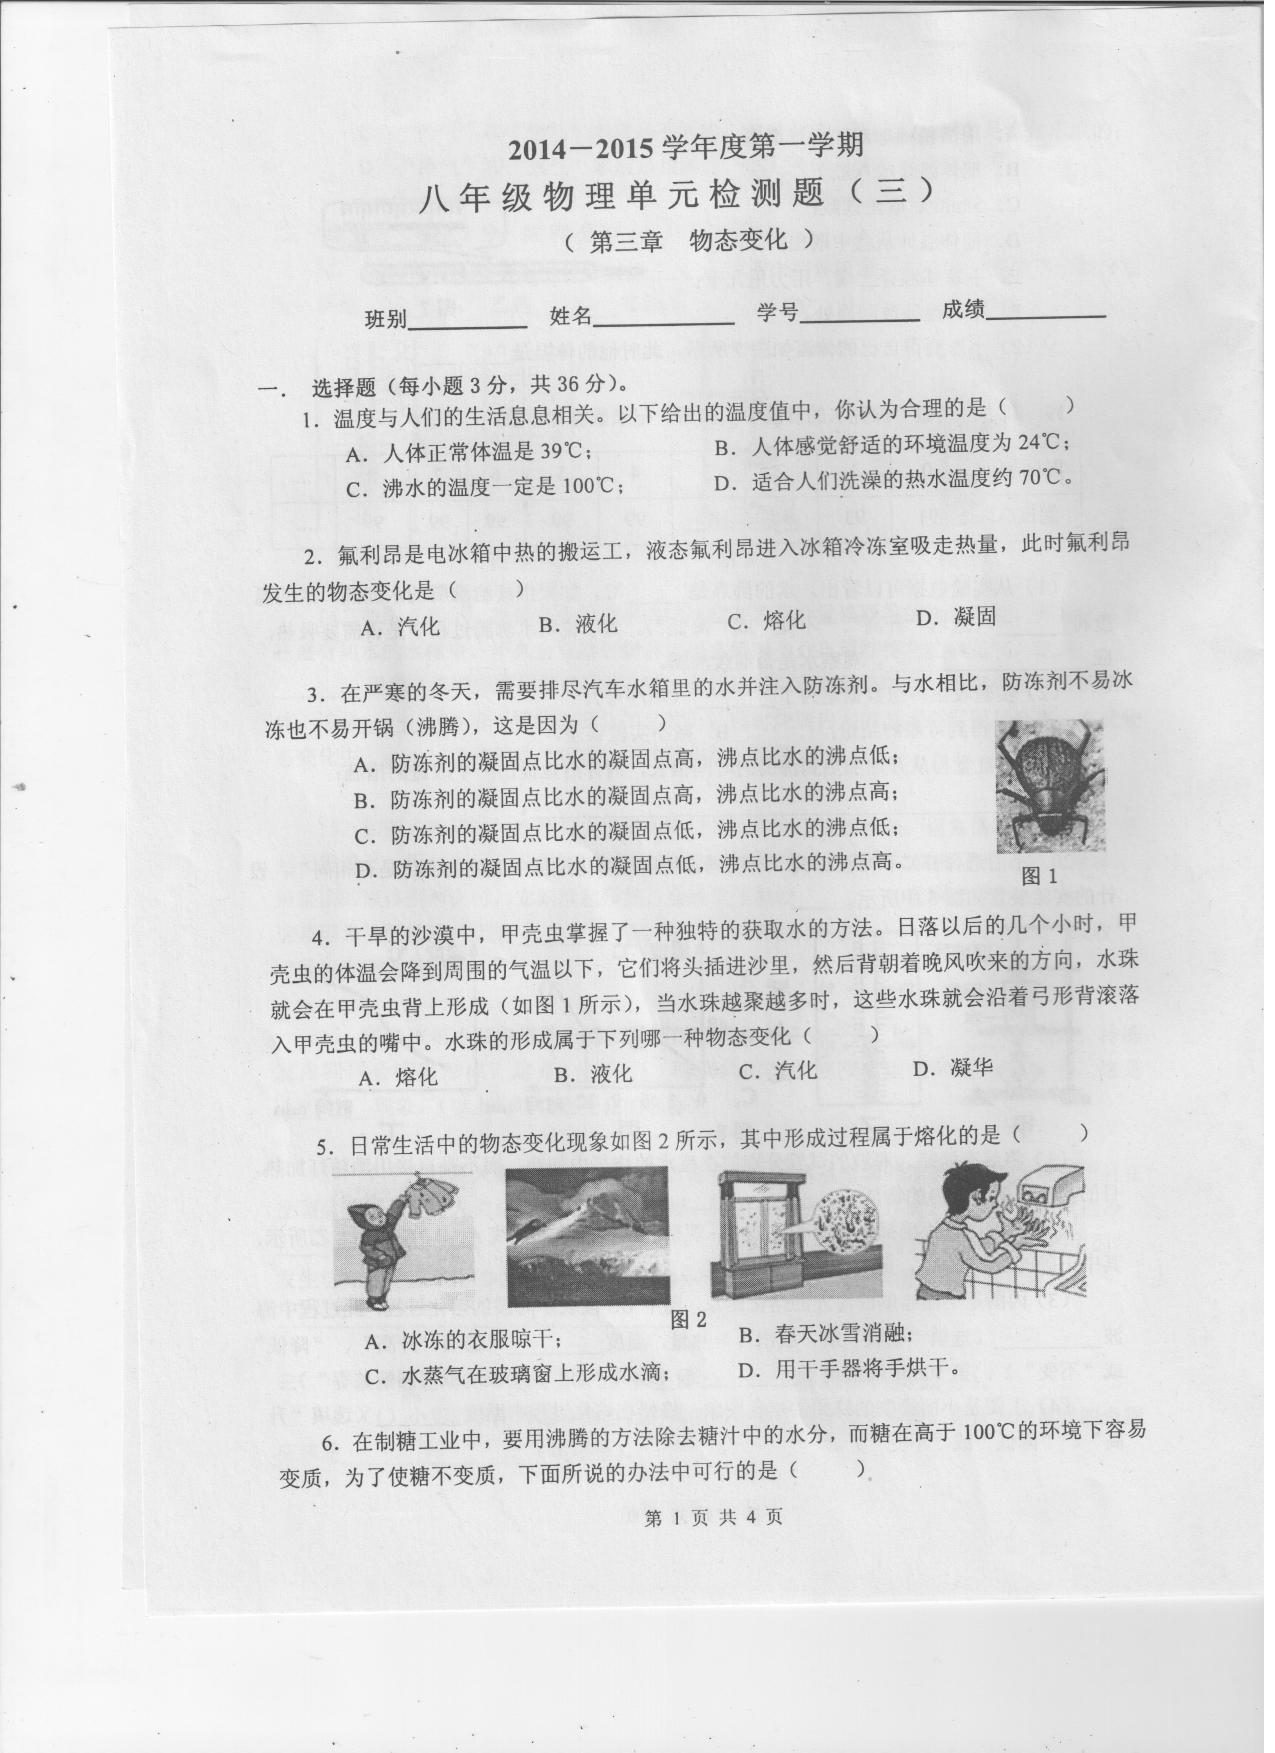 2014－2015 学年度第一学期
八年级物理单元检测题（三）
（ 第三章　物态变化 ）
班别__________ 姓名____________ 学号__________ 成绩__________
一． 选择题（每小题 3 分，共 36 分）。
1．温度与人们的生活息息相关。以下给出的温度值中，你认为合理的是（　　）
A．人体正常体温是 39℃； B．人体感觉舒适的环境温度为 24℃；
C．沸水的温度一定是 100℃； D．适合人们洗澡的热水温度约 70℃。
2．氟利昂是电冰箱中热的搬运工，液态氟利昂进入冰箱冷冻室吸走热量，此时氟利昂
发生的物态变化是（　　）
A．汽化 B．液化 C．熔化 D．凝固
3．在严寒的冬天，需要排尽汽车水箱里的水并注入防冻剂。与水相比，防冻剂不易冰
冻也不易开锅（沸腾），这是因为（　　）
A．防冻剂的凝固点比水的凝固点高，沸点比水的沸点低；
B．防冻剂的凝固点比水的凝固点高，沸点比水的沸点高；
C．防冻剂的凝固点比水的凝固点低，沸点比水的沸点低；
D．防冻剂的凝固点比水的凝固点低，沸点比水的沸点高。
图 1
4．干旱的沙漠中，甲壳虫掌握了一种独特的获取水的方法。日落以后的几个小时，甲
壳虫的体温会降到周围的气温以下，它们将头插进沙里，然后背朝着晚风吹来的方向，水珠
就会在甲壳虫背上形成（如图 1 所示），当水珠越聚越多时，这些水珠就会沿着弓形背滚落
入甲壳虫的嘴中。水珠的形成属于下列哪一种物态变化（　　）
A．熔化 B．液化 C．汽化 D．凝华
5．日常生活中的物态变化现象如图 2 所示，其中形成过程属于熔化的是（　　）
图 2
A．冰冻的衣服晾干； B．春天冰雪消融；
C．水蒸气在玻璃窗上形成水滴； D．用干手器将手烘干。
6．在制糖工业中，要用沸腾的方法除去糖汁中的水分，而糖在高于 100℃的环境下容易
变质，为了使糖不变质，下面所说的办法中可行的是（　　）
第 1 页 共 4 页